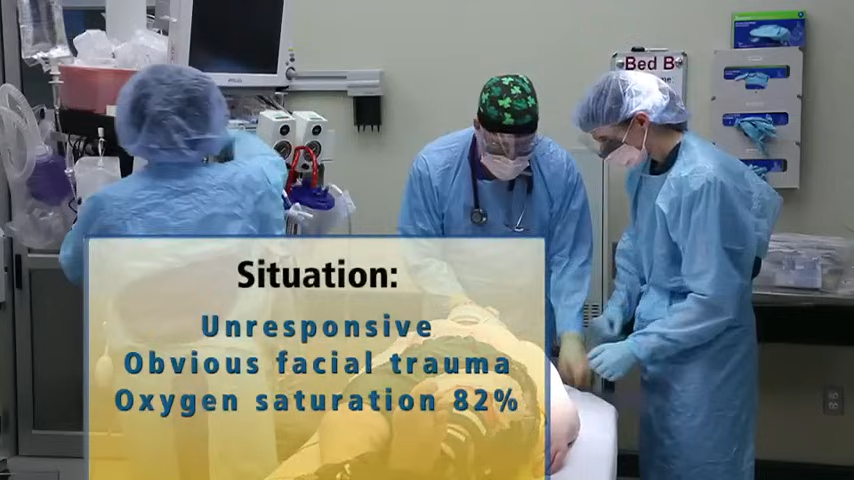 Bed B
Situation:
Unresponsive
Obvious facial trauma
Oxygen saturation 82%